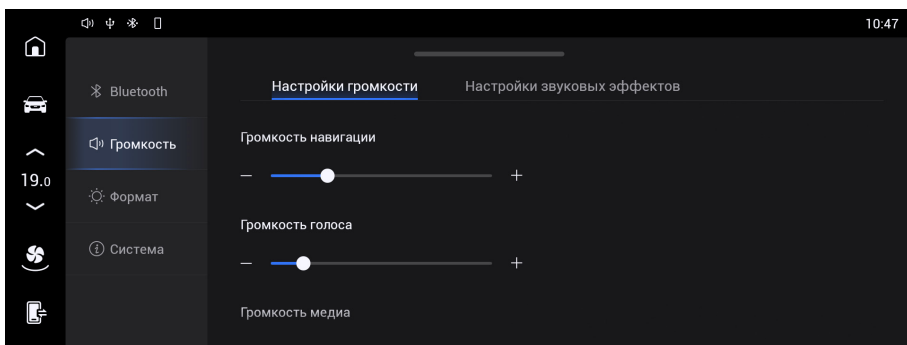 10:47
Bluetooth
Громкость
19.0
Формат
Система
Настройки громкости
Настройки звуковых эффектов
Громкость навигации
Громкость голоса
Громкость медиа